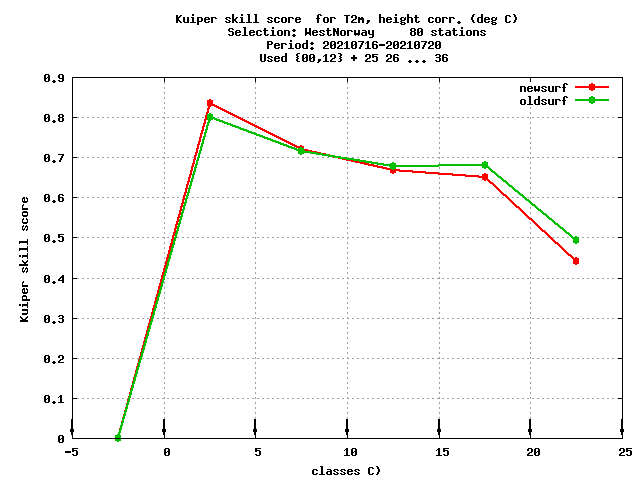 Kuiper skill score  for T2m, height corr. (deg C)
Selection: WestNorway     80 stations
Period: 20210716-20210720
Used {00,12} + 25 26 ... 36
newsurf
oldsurf
Kuiper skill score
0.9
0.8
0.7
0.6
0.5
0.4
0.3
0.2
0.1
0
-5 0 5 10 15 20 25
classes C)